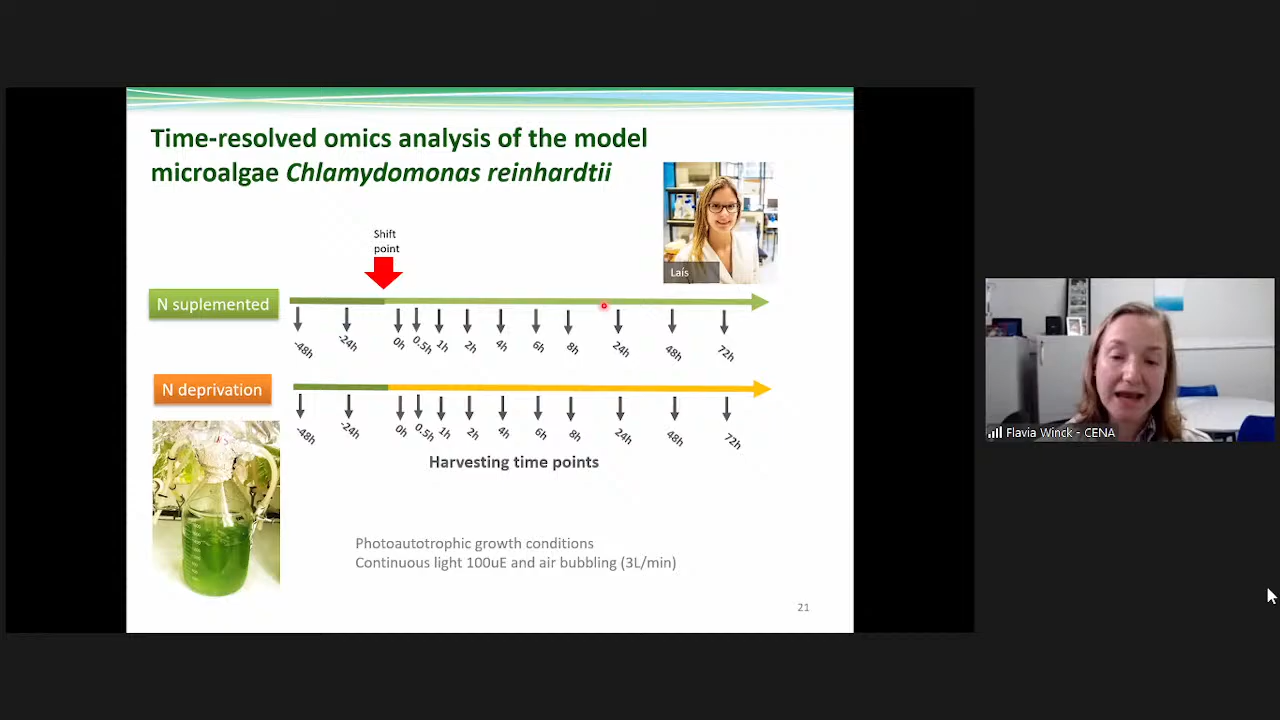 Time-resolved omics analysis of the model
microalgae Chlamydomonas reinhardtii
Laís
Shift
point
N suplemented
-48h -24h 0h 0.5h 1h 2h 4h 6h 8h 24h 48h 72h
N deprivation
-48h -24h 0h 0.5h 1h 2h 4h 6h 8h 24h 48h 72h
Harvesting time points
Photoautotrophic growth conditions
Continuous light 100uE and air bubbling (3L/min)
21
Flavia Winck - CENA